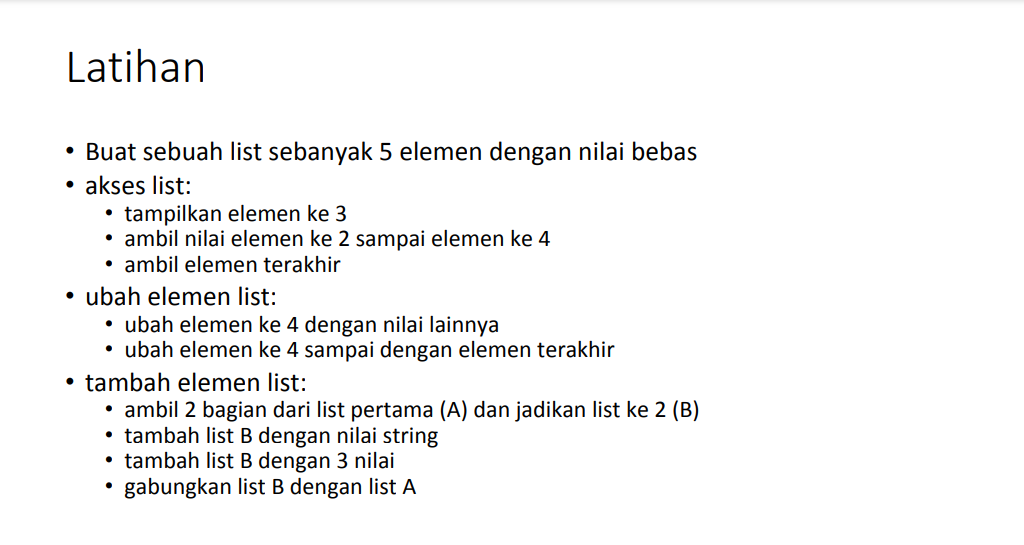 Latihan
• Buat sebuah list sebanyak 5 elemen dengan nilai bebas
• akses list:
• tampilkan elemen ke 3
• ambil nilai elemen ke 2 sampai elemen ke 4
• ambil elemen terakhir
• ubah elemen list:
• ubah elemen ke 4 dengan nilai lainnya
• ubah elemen ke 4 sampai dengan elemen terakhir
• tambah elemen list:
• ambil 2 bagian dari list pertama (A) dan jadikan list ke 2 (B)
• tambah list B dengan nilai string
• tambah list B dengan 3 nilai
• gabungkan list B dengan list A